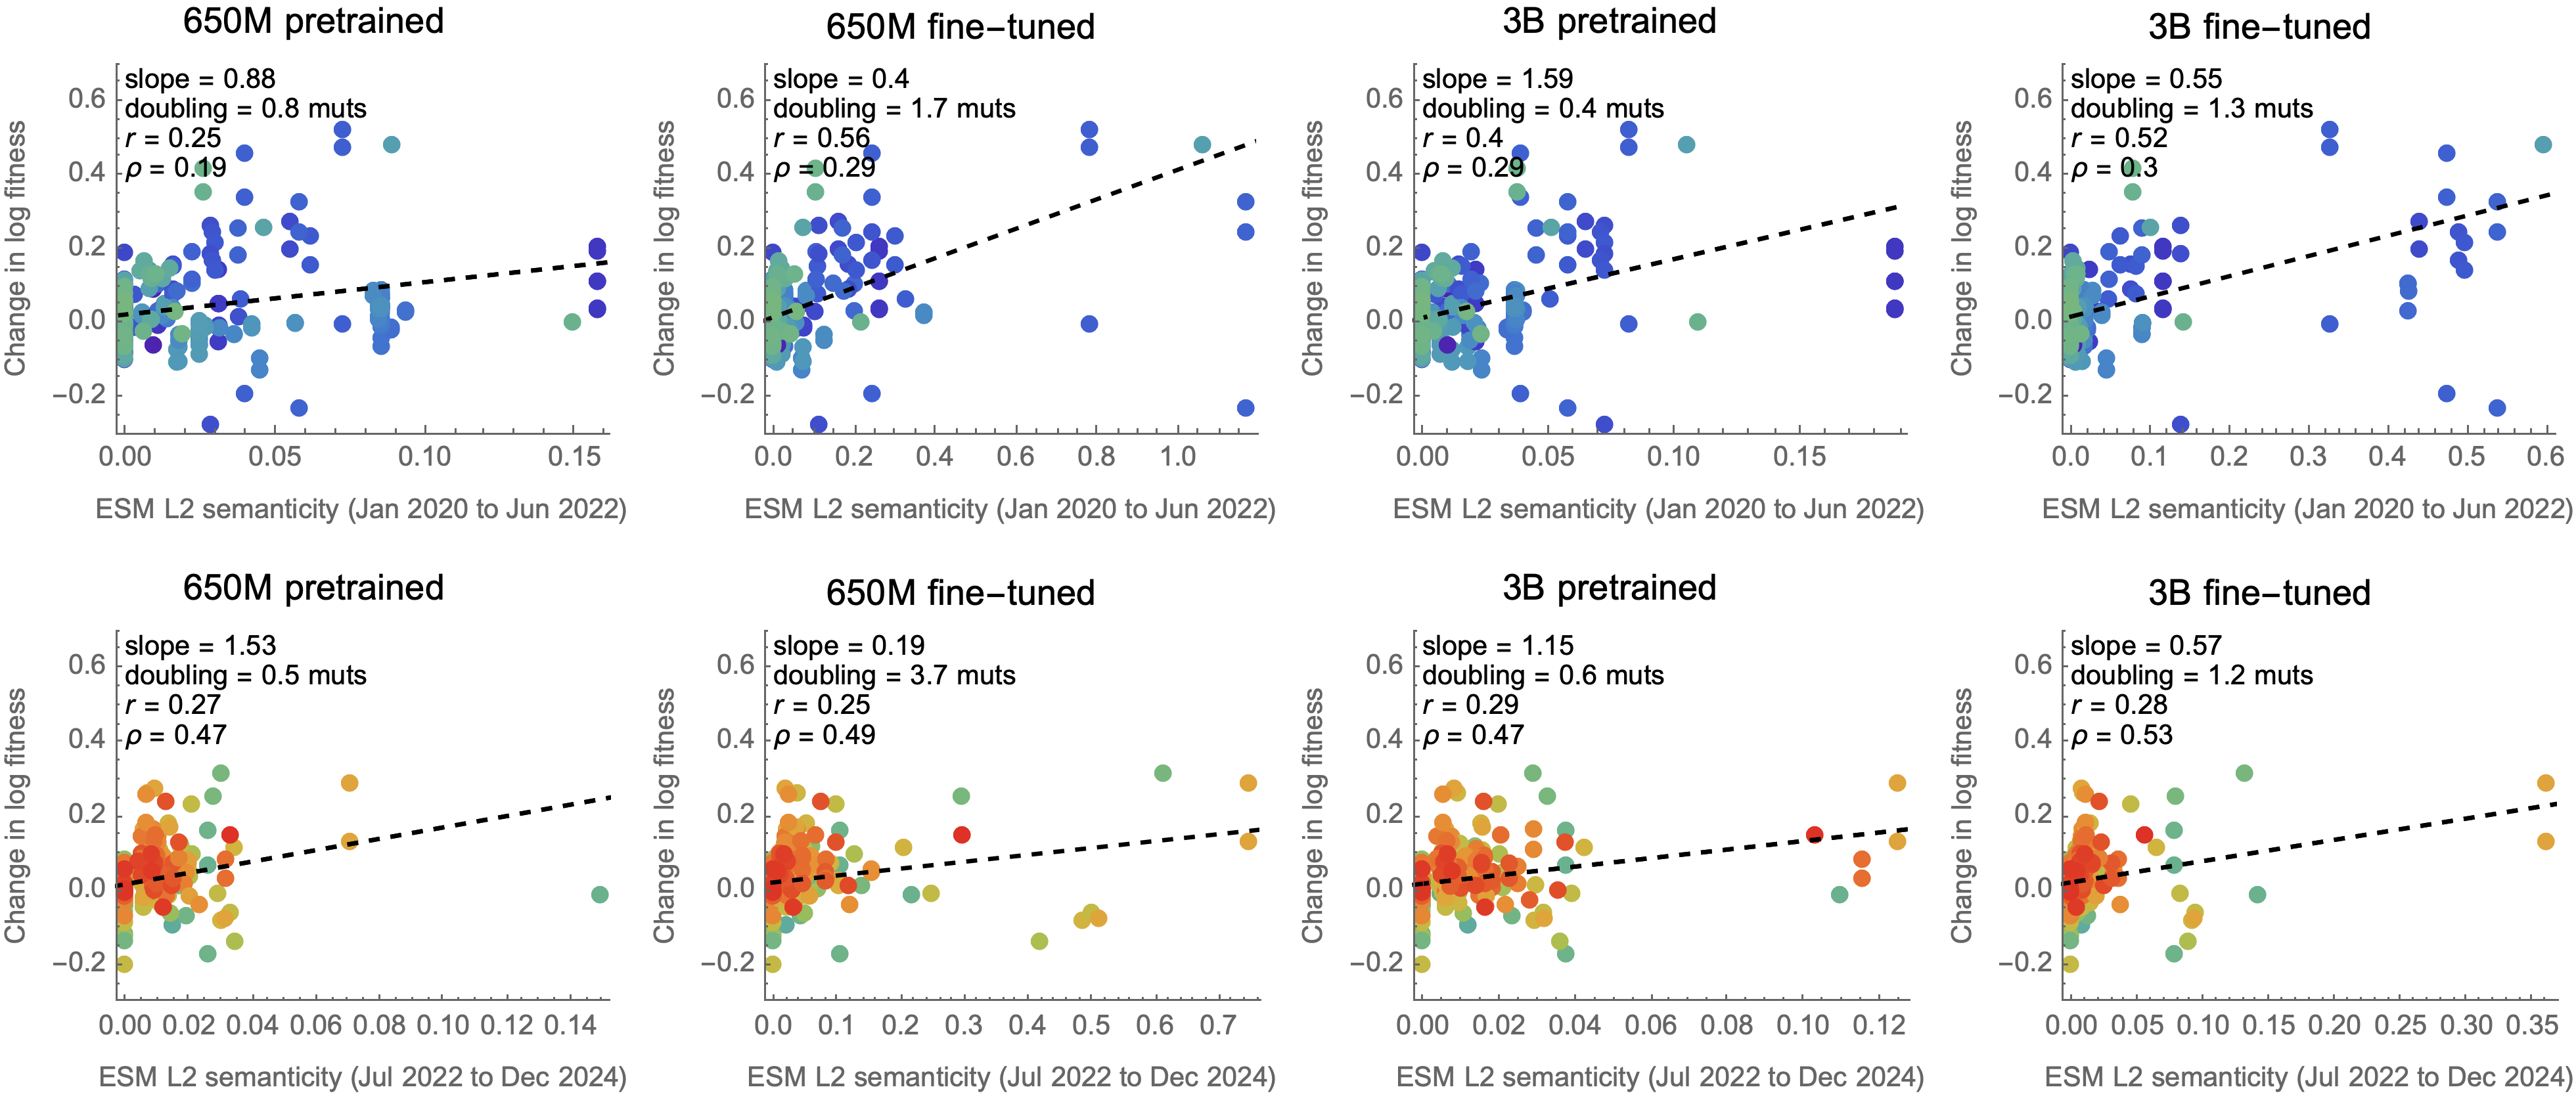 650M pretrained
slope = 0.88
doubling = 0.8 muts
r = 0.25
ρ = 0.19
Change in log fitness
0.6
0.4
0.2
0.0
−0.2
0.00 0.05 0.10 0.15
ESM L2 semanticity (Jan 2020 to Jun 2022)
650M fine−tuned
slope = 0.4
doubling = 1.7 muts
r = 0.56
ρ = 0.29
Change in log fitness
0.6
0.4
0.2
0.0
−0.2
0.0 0.2 0.4 0.6 0.8 1.0
ESM L2 semanticity (Jan 2020 to Jun 2022)
3B pretrained
slope = 1.59
doubling = 0.4 muts
r = 0.4
ρ = 0.29
Change in log fitness
0.6
0.4
0.2
0.0
−0.2
0.00 0.05 0.10 0.15
ESM L2 semanticity (Jan 2020 to Jun 2022)
3B fine−tuned
slope = 0.55
doubling = 1.3 muts
r = 0.52
ρ = 0.3
Change in log fitness
0.6
0.4
0.2
0.0
−0.2
0.0 0.1 0.2 0.3 0.4 0.5 0.6
ESM L2 semanticity (Jan 2020 to Jun 2022)
650M pretrained
slope = 1.53
doubling = 0.5 muts
r = 0.27
ρ = 0.47
Change in log fitness
0.6
0.4
0.2
0.0
−0.2
0.00 0.02 0.04 0.06 0.08 0.10 0.12 0.14
ESM L2 semanticity (Jul 2022 to Dec 2024)
650M fine−tuned
slope = 0.19
doubling = 3.7 muts
r = 0.25
ρ = 0.49
Change in log fitness
0.6
0.4
0.2
0.0
−0.2
0.0 0.1 0.2 0.3 0.4 0.5 0.6 0.7
ESM L2 semanticity (Jul 2022 to Dec 2024)
3B pretrained
slope = 1.15
doubling = 0.6 muts
r = 0.29
ρ = 0.47
Change in log fitness
0.6
0.4
0.2
0.0
−0.2
0.00 0.02 0.04 0.06 0.08 0.10 0.12
ESM L2 semanticity (Jul 2022 to Dec 2024)
3B fine−tuned
slope = 0.57
doubling = 1.2 muts
r = 0.28
ρ = 0.53
Change in log fitness
0.6
0.4
0.2
0.0
−0.2
0.00 0.05 0.10 0.15 0.20 0.25 0.30 0.35
ESM L2 semanticity (Jul 2022 to Dec 2024)